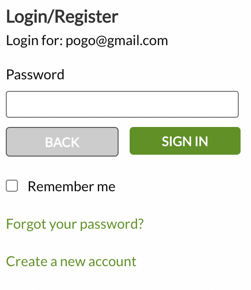 Login/Register
Login for: pogo@gmail.com
Password
BACK SIGN IN
Remember me
Forgot your password?
Create a new account